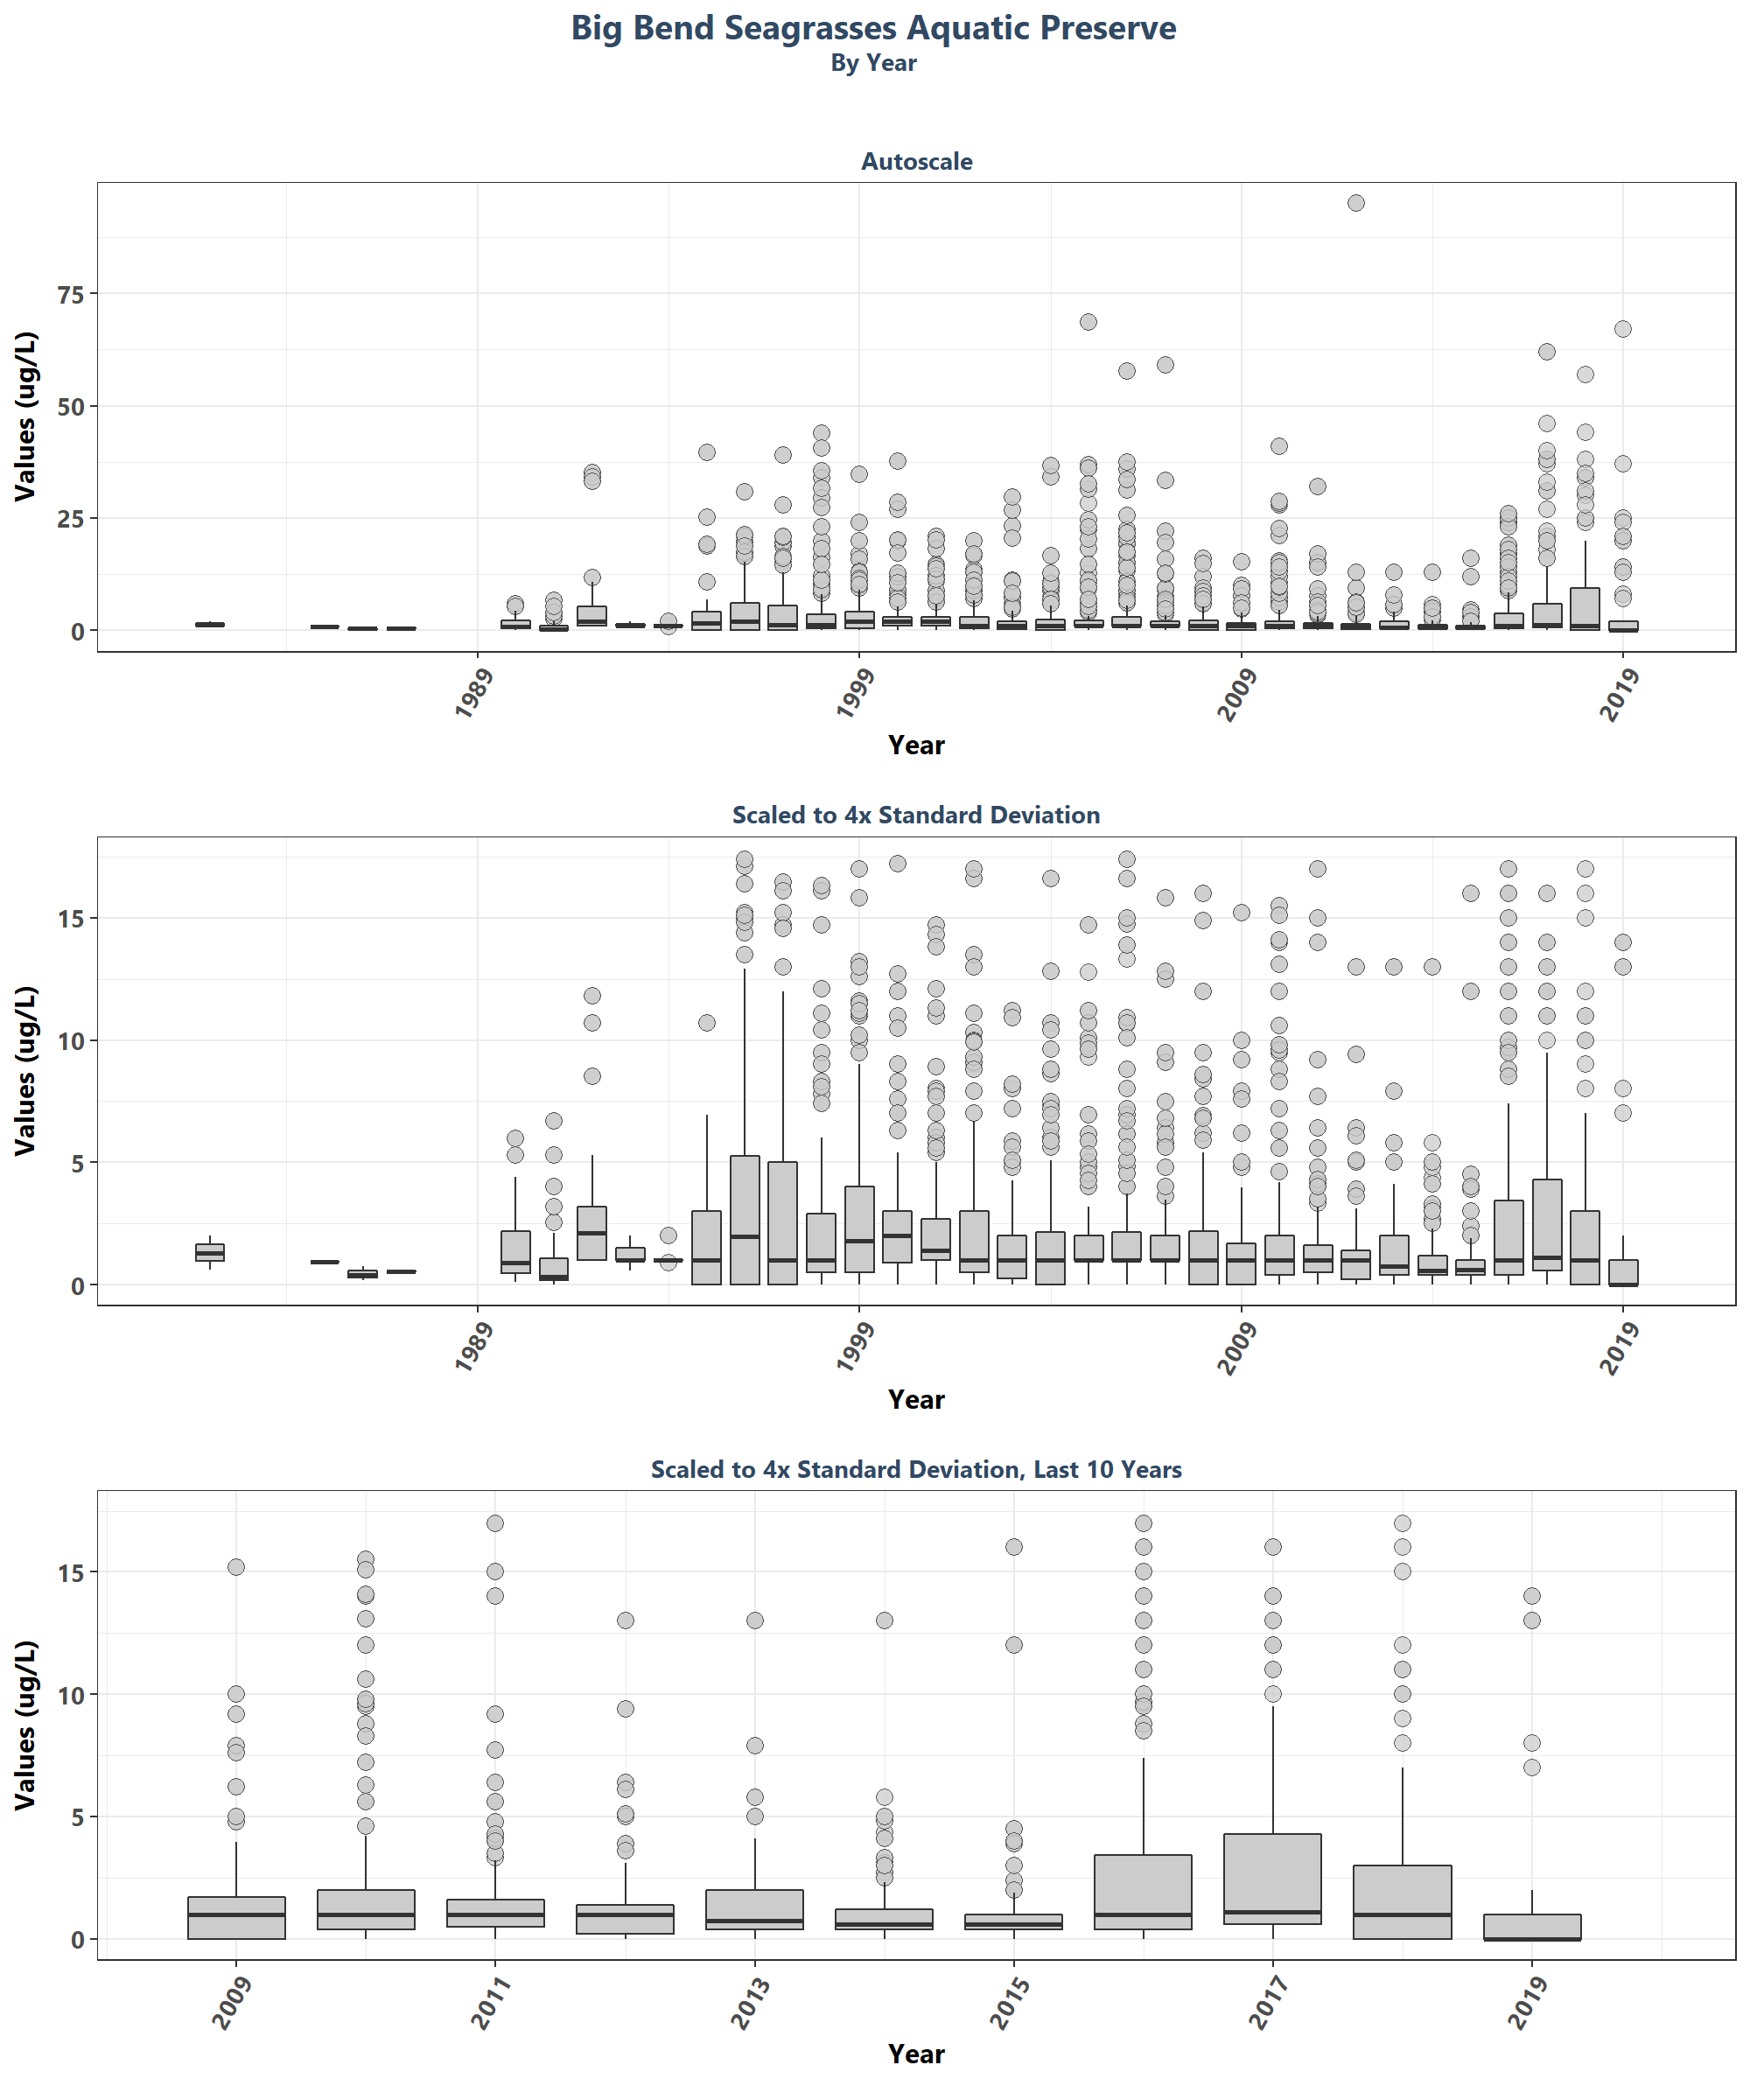 Big Bend Seagrasses Aquatic Preserve
By Year
Autoscale
Values (ug/L)
75
50
25
0
1989 1999 2009 2019
Year
Scaled to 4x Standard Deviation
Values (ug/L)
15
10
5
0
1989 1999 2009 2019
Year
Scaled to 4x Standard Deviation, Last 10 Years
Values (ug/L)
15
10
5
0
2009 2011 2013 2015 2017 2019
Year